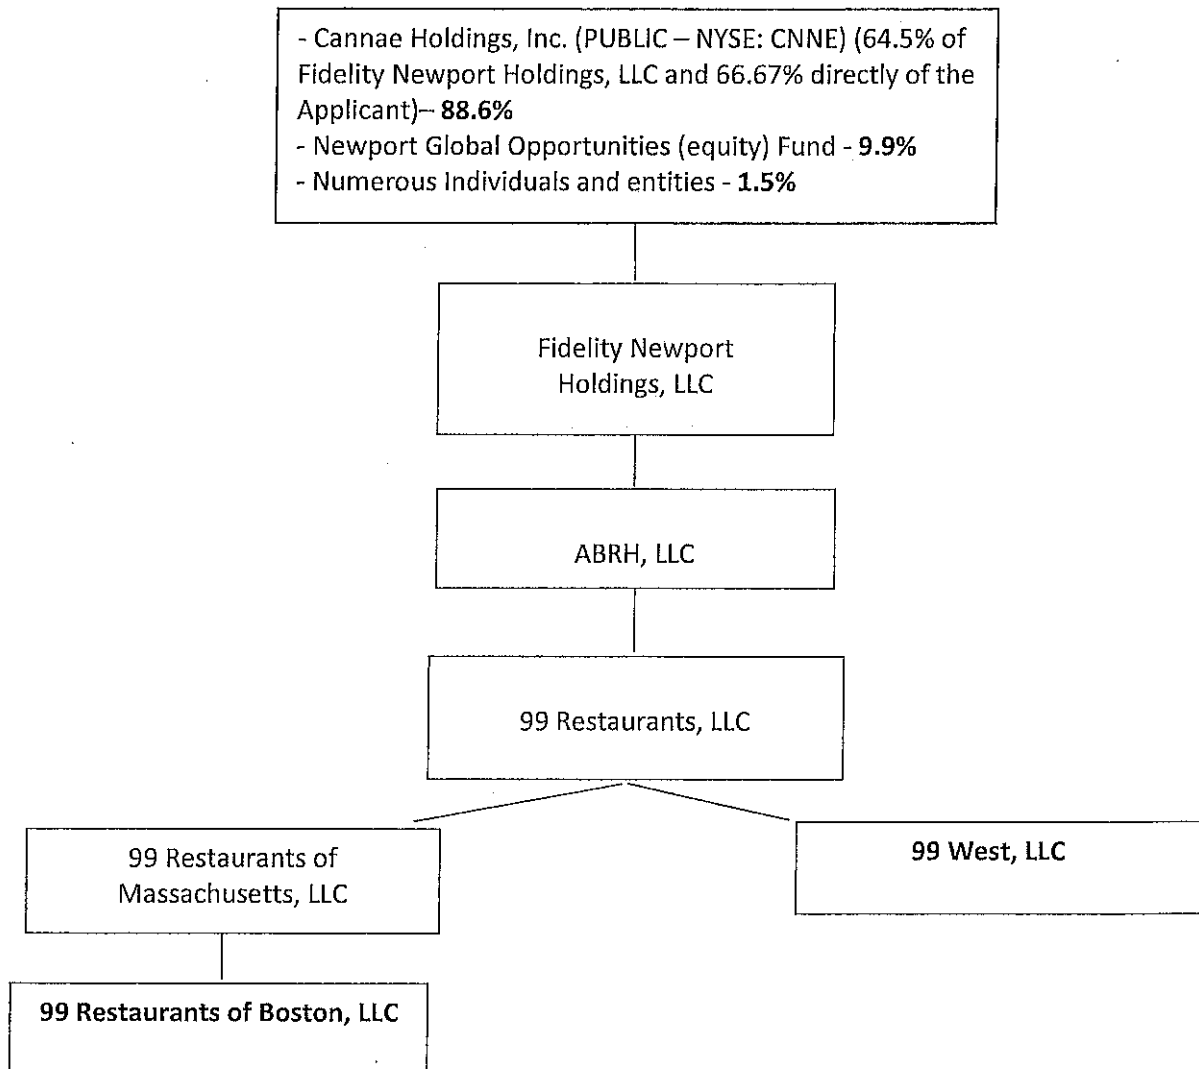 - Cannae Holdings, Inc. (PUBLIC – NYSE: CNNE) (64.5% of
Fidelity Newport Holdings, LLC and 66.67% directly of the
Applicant)– 88.6%
- Newport Global Opportunities (equity) Fund - 9.9%
- Numerous Individuals and entities - 1.5%
Fidelity Newport
Holdings, LLC
ABRH, LLC
99 Restaurants, LLC
99 Restaurants of
Massachusetts, LLC
99 West, LLC
99 Restaurants of Boston, LLC